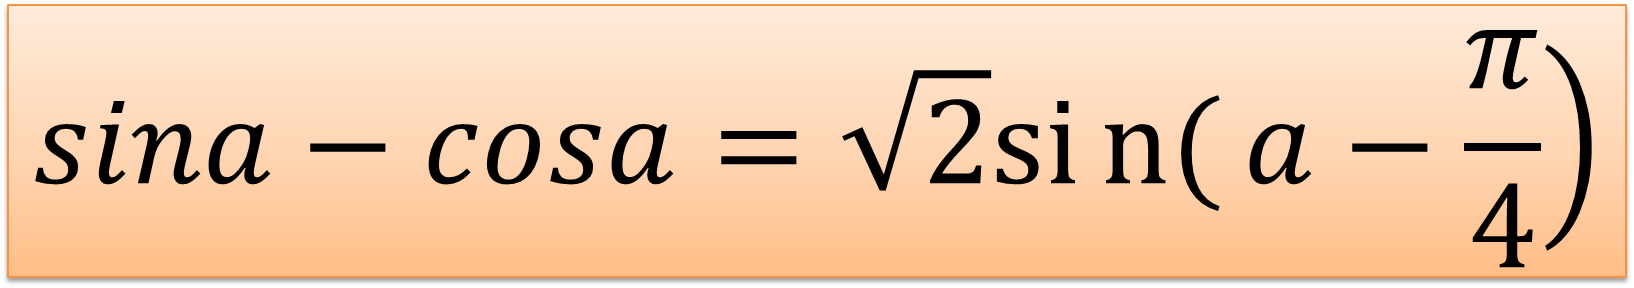 sina − cosa = √2sin( a − π/4)